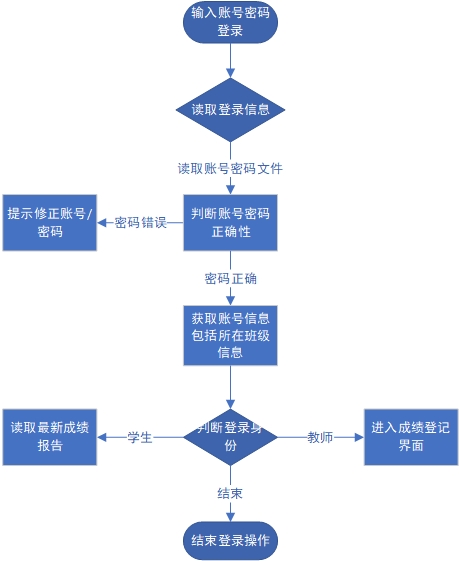 输入账号密码
登录
读取登录信息
读取账号密码文件
提示修正账号/
密码
密码错误
判断账号密码
正确性
密码正确
获取账号信息
包括所在班级
信息
读取最新成绩
报告
学生
判断登录身
份
教师
进入成绩登记
界面
结束
结束登录操作